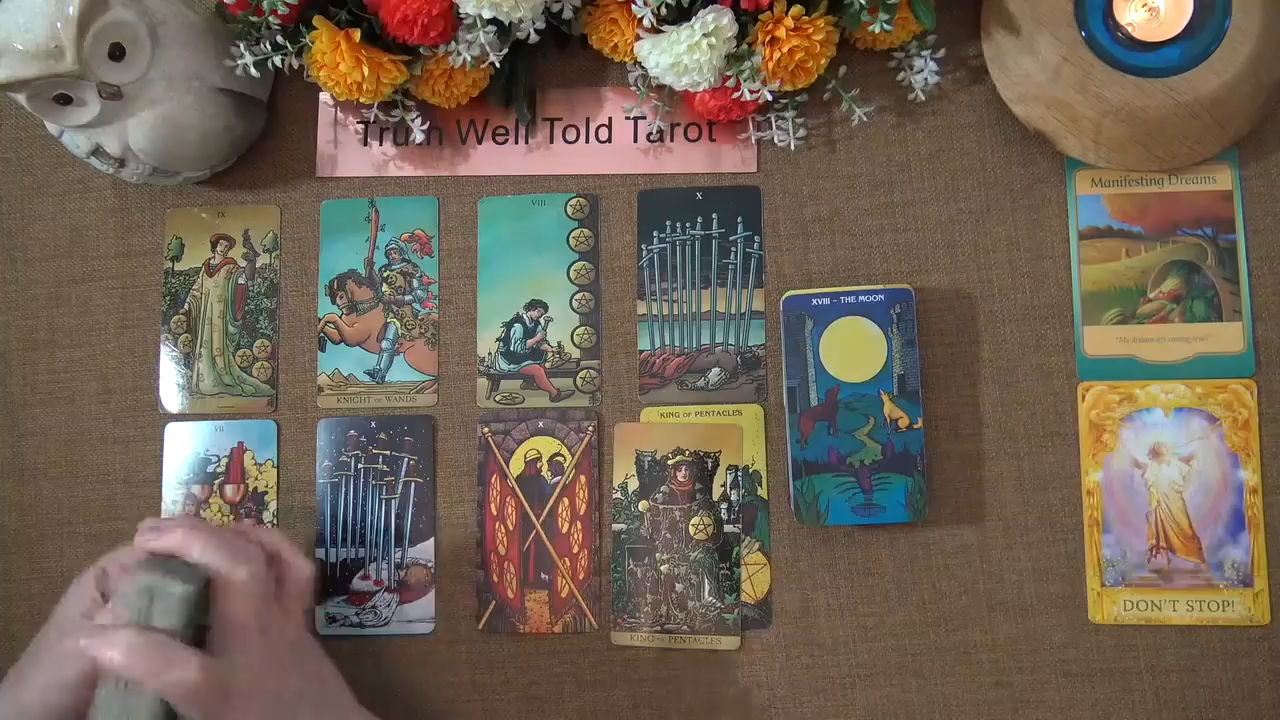 Truth Well Told Tarot
IX
KNIGHT OF WANDS
VIII
X
XVIII – THE MOON
Manifesting Dreams
"My dreams are coming true!"
VII
X
X
KING OF PENTACLES
KING OF PENTACLES
DON'T STOP!